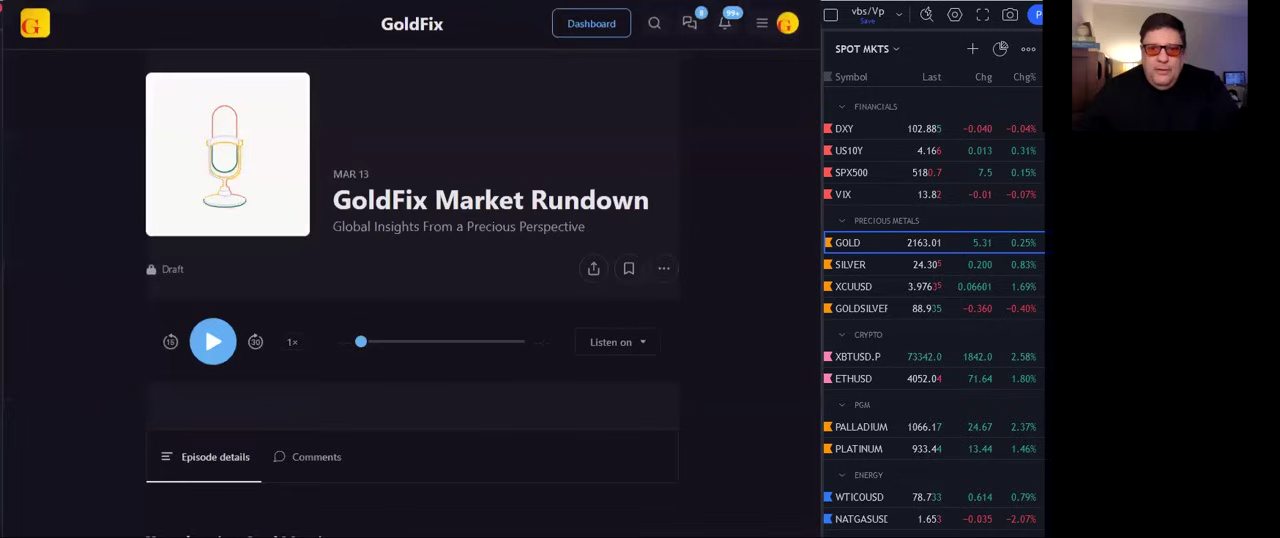 G
GoldFix
Dashboard
8
99+
G
MAR 13
GoldFix Market Rundown
Global Insights From a Precious Perspective
Draft
15
30
1×
Listen on
Episode details
Comments
vbs/Vp
Save
P
SPOT MKTS
Symbol Last Chg Chg%
FINANCIALS
DXY 102.885 −0.040 −0.04%
US10Y 4.166 0.013 0.31%
SPX500 5180.7 7.5 0.15%
VIX 13.82 −0.01 −0.07%
PRECIOUS METALS
GOLD 2163.01 5.31 0.25%
SILVER 24.305 0.200 0.83%
XCUUSD 3.97635 0.06601 1.69%
GOLDSILVER 88.935 −0.360 −0.40%
CRYPTO
XBTUSD.P 73342.0 1842.0 2.58%
ETHUSD 4052.04 71.64 1.80%
PGM
PALLADIUM 1066.17 24.67 2.37%
PLATINUM 933.44 13.44 1.46%
ENERGY
WTICOUSD 78.733 0.614 0.79%
NATGASUSD 1.653 −0.035 −2.07%